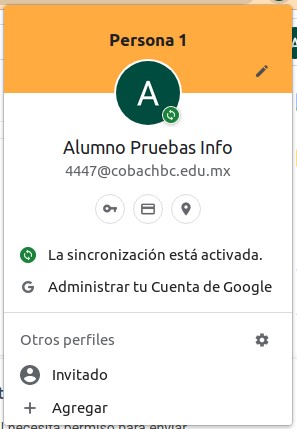 Persona 1
A
Alumno Pruebas Info
4447@cobachbc.edu.mx
La sincronización está activada.
G Administrar tu Cuenta de Google
Otros perfiles
Invitado
Agregar
necesita permiso para enviar